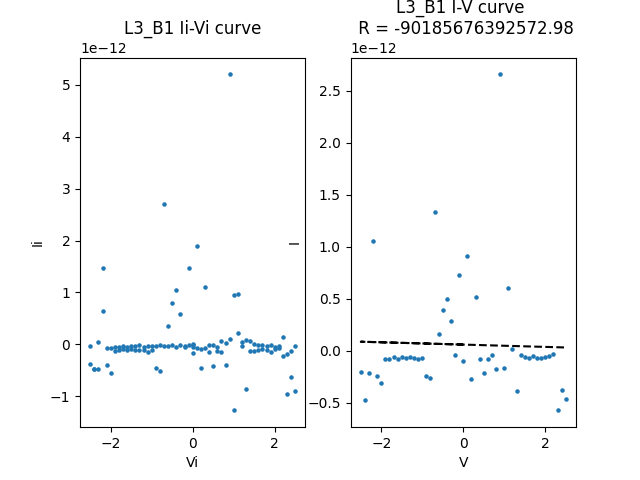 L3_B1 Ii-Vi curve
1e−12
5
4
3
2
1
0
−1
−2
0
2
Ii
Vi
L3_B1 I-V curve
R = -90185676392572.98
1e−12
2.5
2.0
1.5
1.0
0.5
0.0
−0.5
−2
0
2
I
V